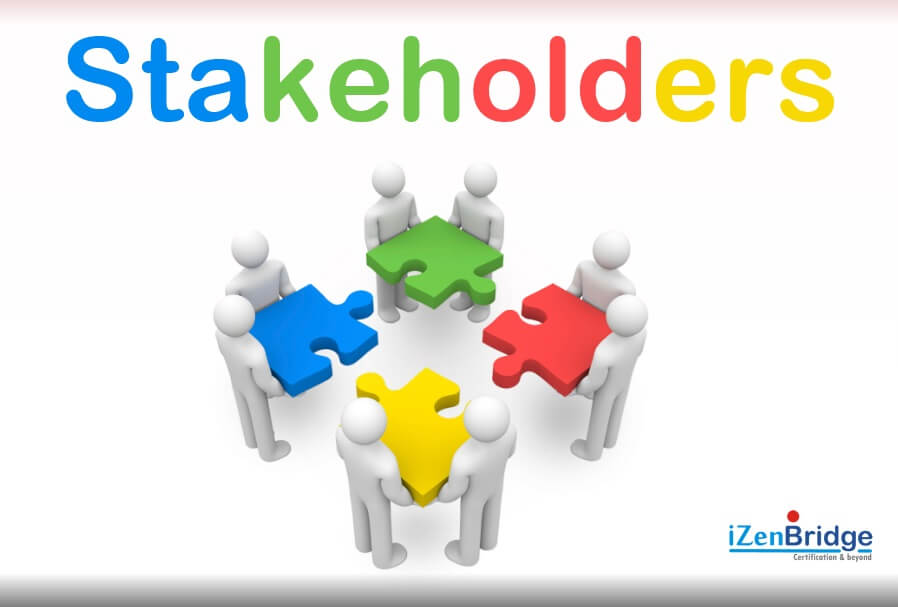 Stakeholders
iZenBridge
Certification & beyond